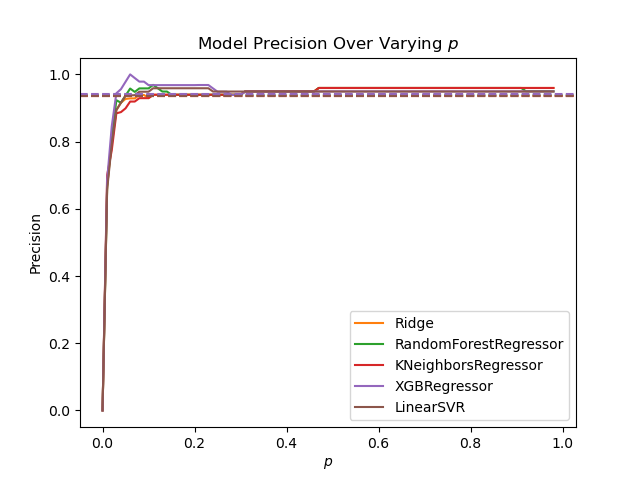 Model Precision Over Varying p
Precision
1.0
0.8
0.6
0.4
0.2
0.0
Ridge
RandomForestRegressor
KNeighborsRegressor
XGBRegressor
LinearSVR
0.0 0.2 0.4 0.6 0.8 1.0
p